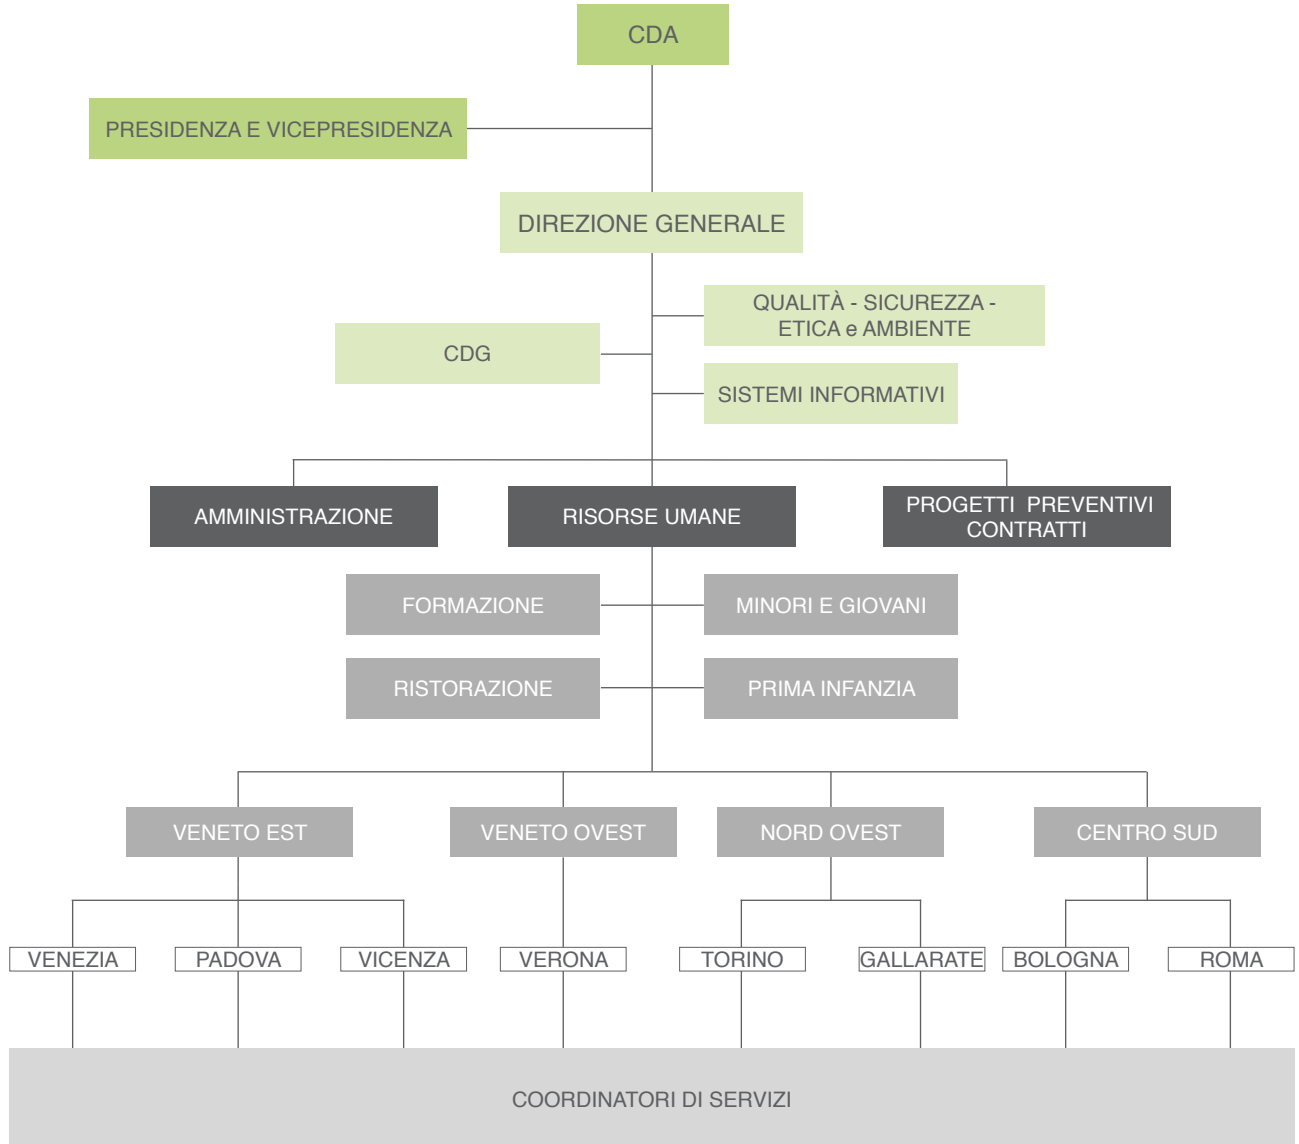 CDA
PRESIDENZA E VICEPRESIDENZA
DIREZIONE GENERALE
QUALITÀ - SICUREZZA -
ETICA e AMBIENTE
CDG
SISTEMI INFORMATIVI
AMMINISTRAZIONE
RISORSE UMANE
PROGETTI PREVENTIVI
CONTRATTI
FORMAZIONE
MINORI E GIOVANI
RISTORAZIONE
PRIMA INFANZIA
VENETO EST
VENETO OVEST
NORD OVEST
CENTRO SUD
VENEZIA
PADOVA
VICENZA
VERONA
TORINO
GALLARATE
BOLOGNA
ROMA
COORDINATORI DI SERVIZI